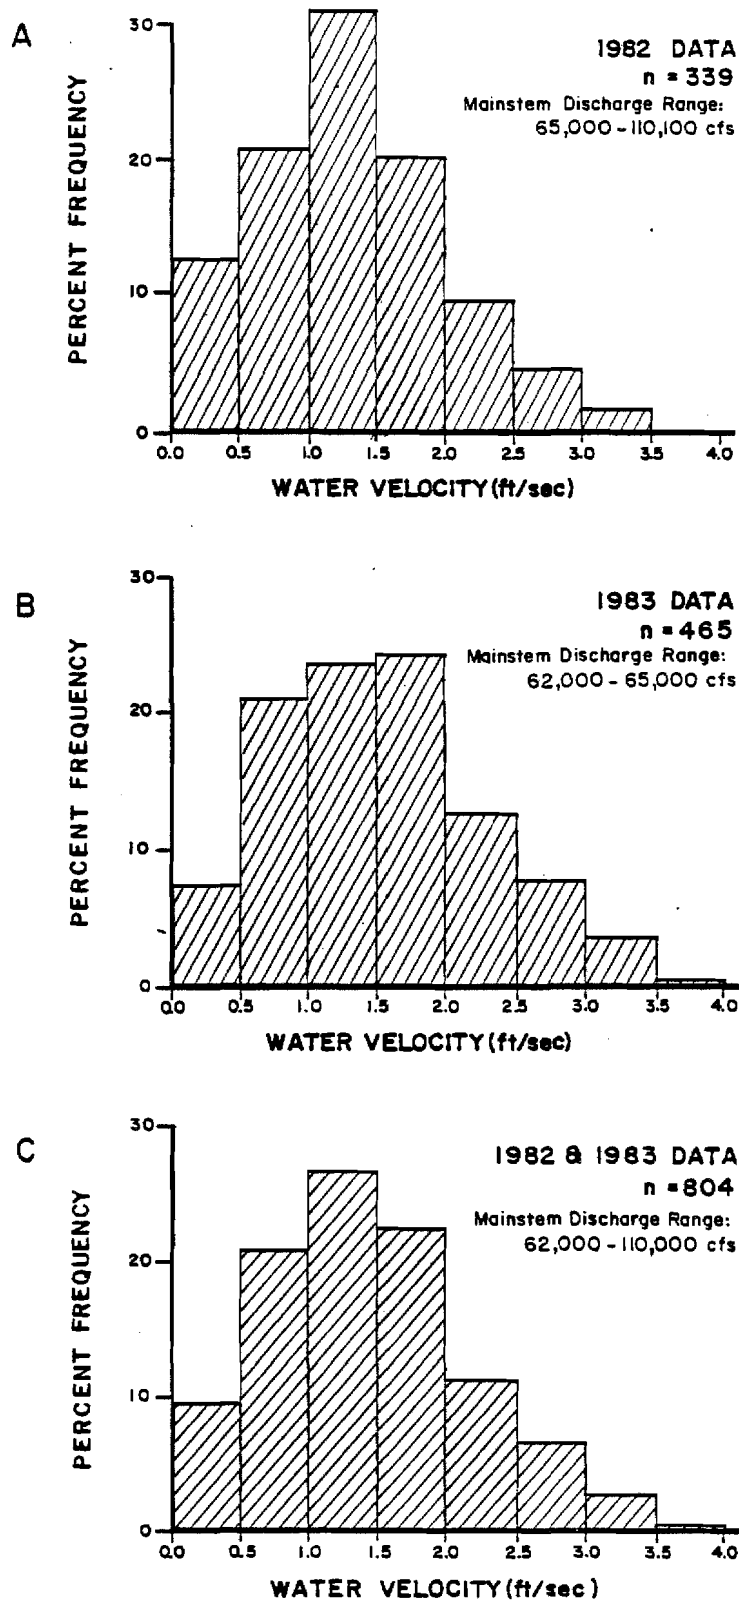 A
1982 DATA
n = 339
Mainstem Discharge Range:
65,000 - 110,100 cfs
PERCENT FREQUENCY
30
20
10
0
0.0 0.5 1.0 1.5 2.0 2.5 3.0 3.5 4.0
WATER VELOCITY (ft/sec)
B
1983 DATA
n = 465
Mainstem Discharge Range:
62,000 - 65,000 cfs
PERCENT FREQUENCY
30
20
10
0
0.0 0.5 1.0 1.5 2.0 2.5 3.0 3.5 4.0
WATER VELOCITY (ft/sec)
C
1982 & 1983 DATA
n = 804
Mainstem Discharge Range:
62,000 - 110,000 cfs
PERCENT FREQUENCY
30
20
10
0
0.0 0.5 1.0 1.5 2.0 2.5 3.0 3.5 4.0
WATER VELOCITY (ft/sec)